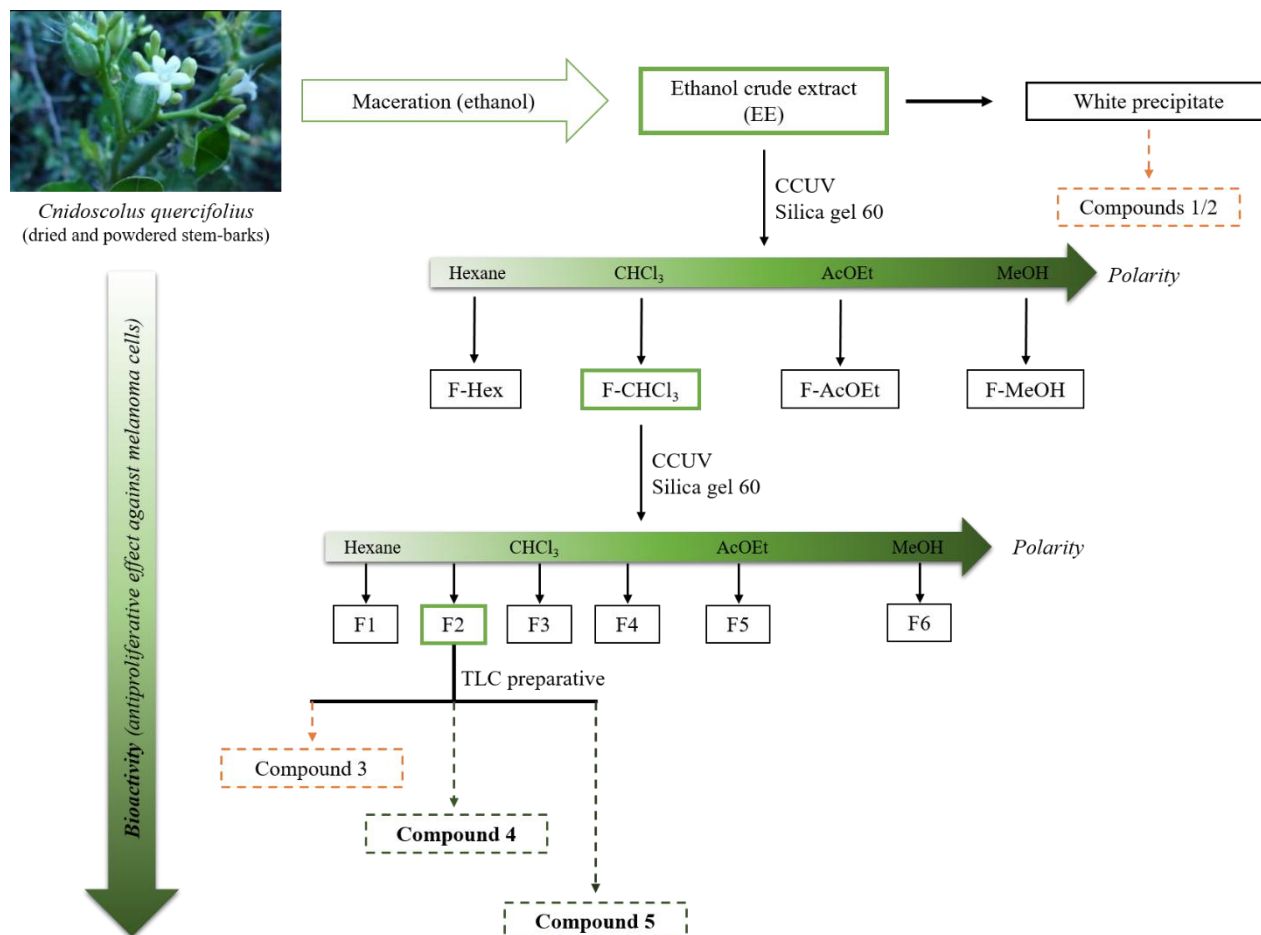 Maceration (ethanol)
Ethanol crude extract
(EE)
White precipitate
Cnidoscolus quercifolius
(dried and powdered stem-barks)
CCUV
Silica gel 60
Compounds 1/2
Hexane
CHCl₃
AcOEt
MeOH
Polarity
F-Hex
F-CHCl₃
F-AcOEt
F-MeOH
CCUV
Silica gel 60
Hexane
CHCl₃
AcOEt
MeOH
Polarity
F1
F2
F3
F4
F5
F6
TLC preparative
Compound 3
Compound 4
Compound 5
Bioactivity (antiproliferative effect against melanoma cells)